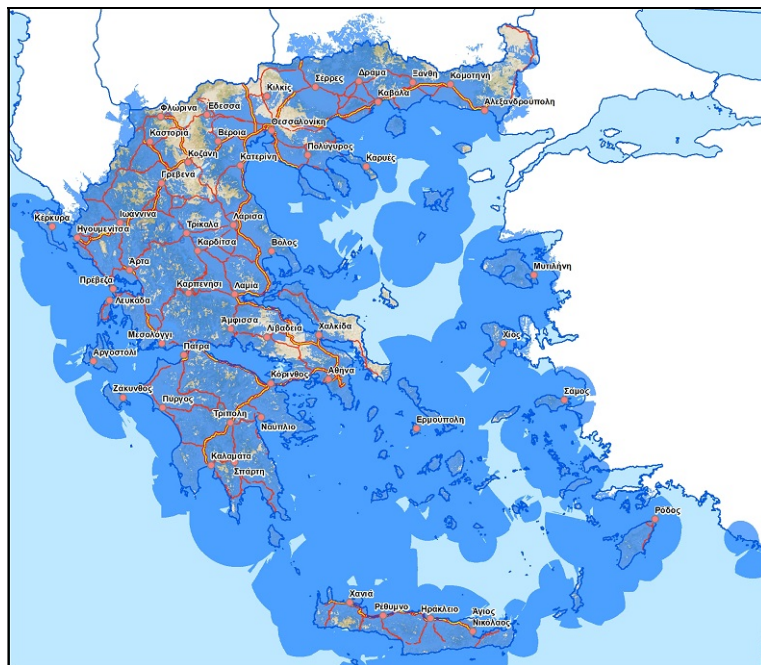 Σέρρες
Δράμα
Ξάνθη
Κομοτηνή
Κιλκίς
Καβάλα
Αλεξανδρούπολη
Φλώρινα
Έδεσσα
Θεσσαλονίκη
Καστοριά
Βέροια
Κοζάνη
Κατερίνη
Πολύγυρος
Καρυές
Γρεβενά
Κέρκυρα
Ηγουμενίτσα
Ιωάννινα
Τρίκαλα
Λάρισα
Καρδίτσα
Βόλος
Άρτα
Μυτιλήνη
Πρέβεζα
Καρπενήσι
Λαμία
Λευκάδα
Άμφισσα
Λιβαδειά
Χαλκίδα
Μεσολόγγι
Χίος
Πάτρα
Αργοστόλι
Κόρινθος
Αθήνα
Ζάκυνθος
Πύργος
Σάμος
Τρίπολη
Ναύπλιο
Ερμούπολη
Καλαμάτα
Σπάρτη
Ρόδος
Χανιά
Ρέθυμνο
Ηράκλειο
Άγιος
Νικόλαος